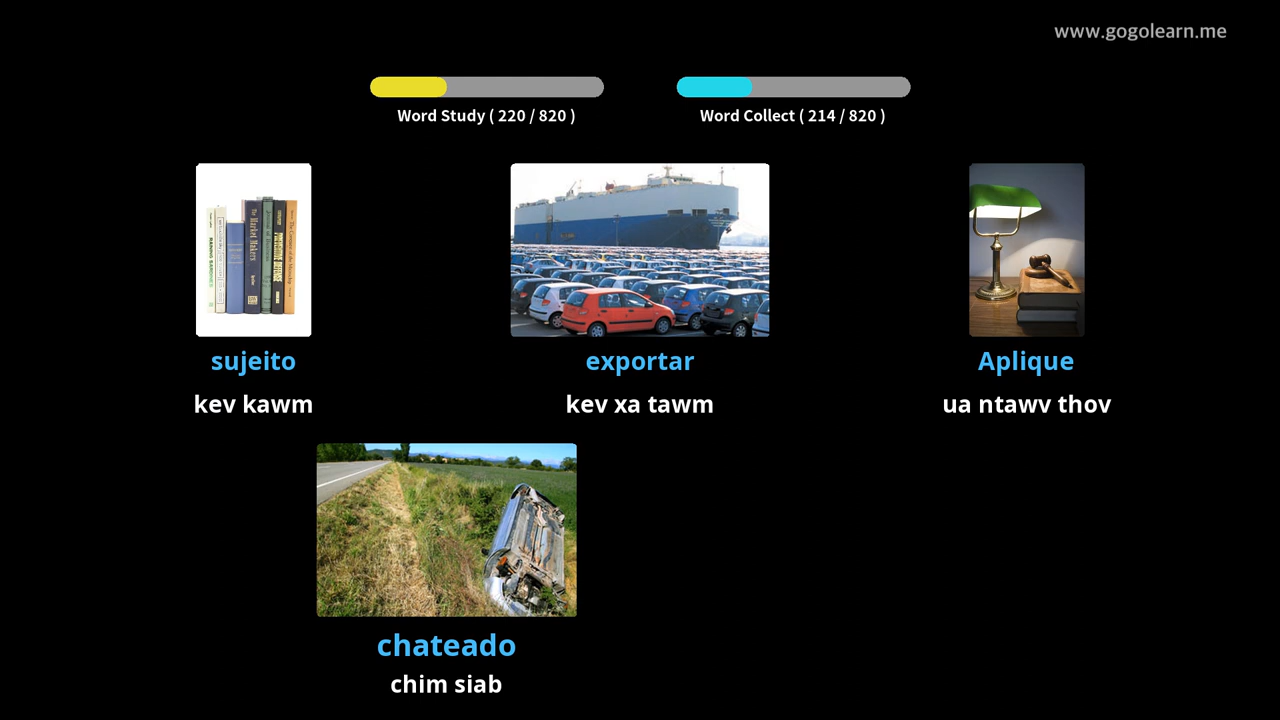 www.gogolearn.me
Word Study ( 220 / 820 )
Word Collect ( 214 / 820 )
sujeito
exportar
Aplique
kev kawm
kev xa tawm
ua ntawv thov
chateado
chim siab